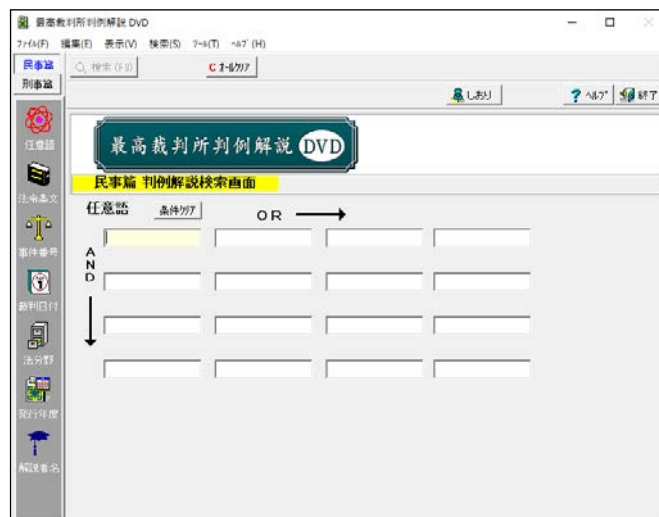 最高裁判所判例解説 DVD
ﾌｧｲﾙ(F) 編集(E) 表示(V) 検索(S) ﾂｰﾙ(T) ﾍﾙﾌﾟ(H)
民事篇
検索 (F8)
C ｵｰﾙｸﾘｱ
刑事篇
しおり
? ﾍﾙﾌﾟ
終了
最高裁判所判例解説 DVD
民事篇 判例解説検索画面
任意語
条件ｸﾘｱ
OR
AND
任意語
法令条文
事件番号
裁判日付
法分野
発行年度
解説者名